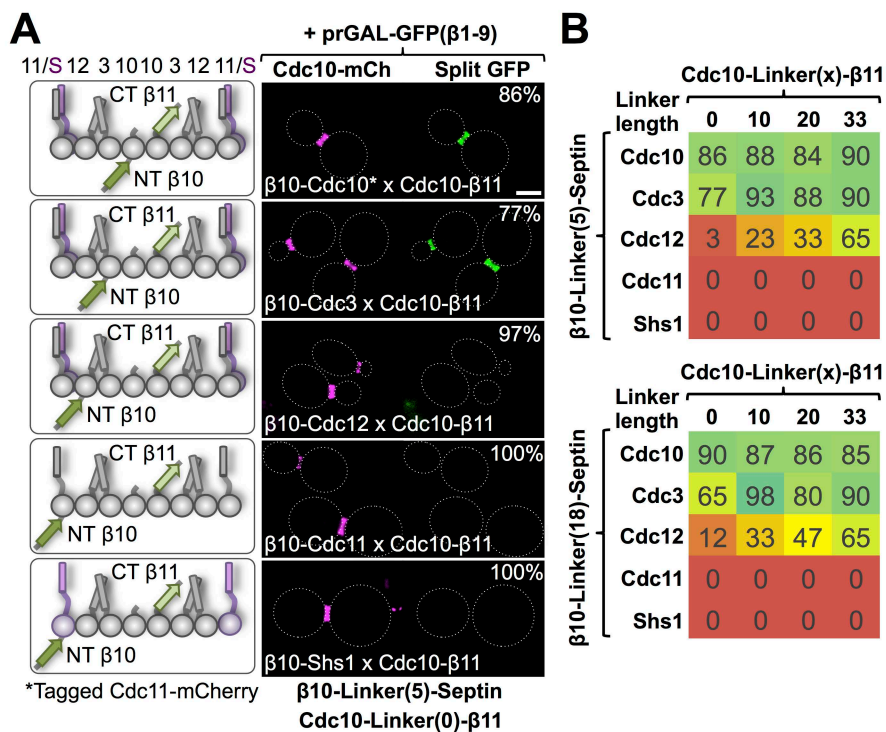 A
+ prGAL-GFP(β1-9)
11/S 12 3 10 10 3 12 11/S
Cdc10-mCh Split GFP
CT β11
NT β10
86%
β10-Cdc10* x Cdc10-β11
CT β11
NT β10
77%
β10-Cdc3 x Cdc10-β11
CT β11
NT β10
97%
β10-Cdc12 x Cdc10-β11
CT β11
NT β10
100%
β10-Cdc11 x Cdc10-β11
CT β11
NT β10
100%
β10-Shs1 x Cdc10-β11
*Tagged Cdc11-mCherry
β10-Linker(5)-Septin
Cdc10-Linker(0)-β11
B
Cdc10-Linker(x)-β11
Linker
length 0 10 20 33
β10-Linker(5)-Septin
Cdc10 86 88 84 90
Cdc3 77 93 88 90
Cdc12 3 23 33 65
Cdc11 0 0 0 0
Shs1 0 0 0 0
Cdc10-Linker(x)-β11
Linker
length 0 10 20 33
β10-Linker(18)-Septin
Cdc10 90 87 86 85
Cdc3 65 98 80 90
Cdc12 12 33 47 65
Cdc11 0 0 0 0
Shs1 0 0 0 0